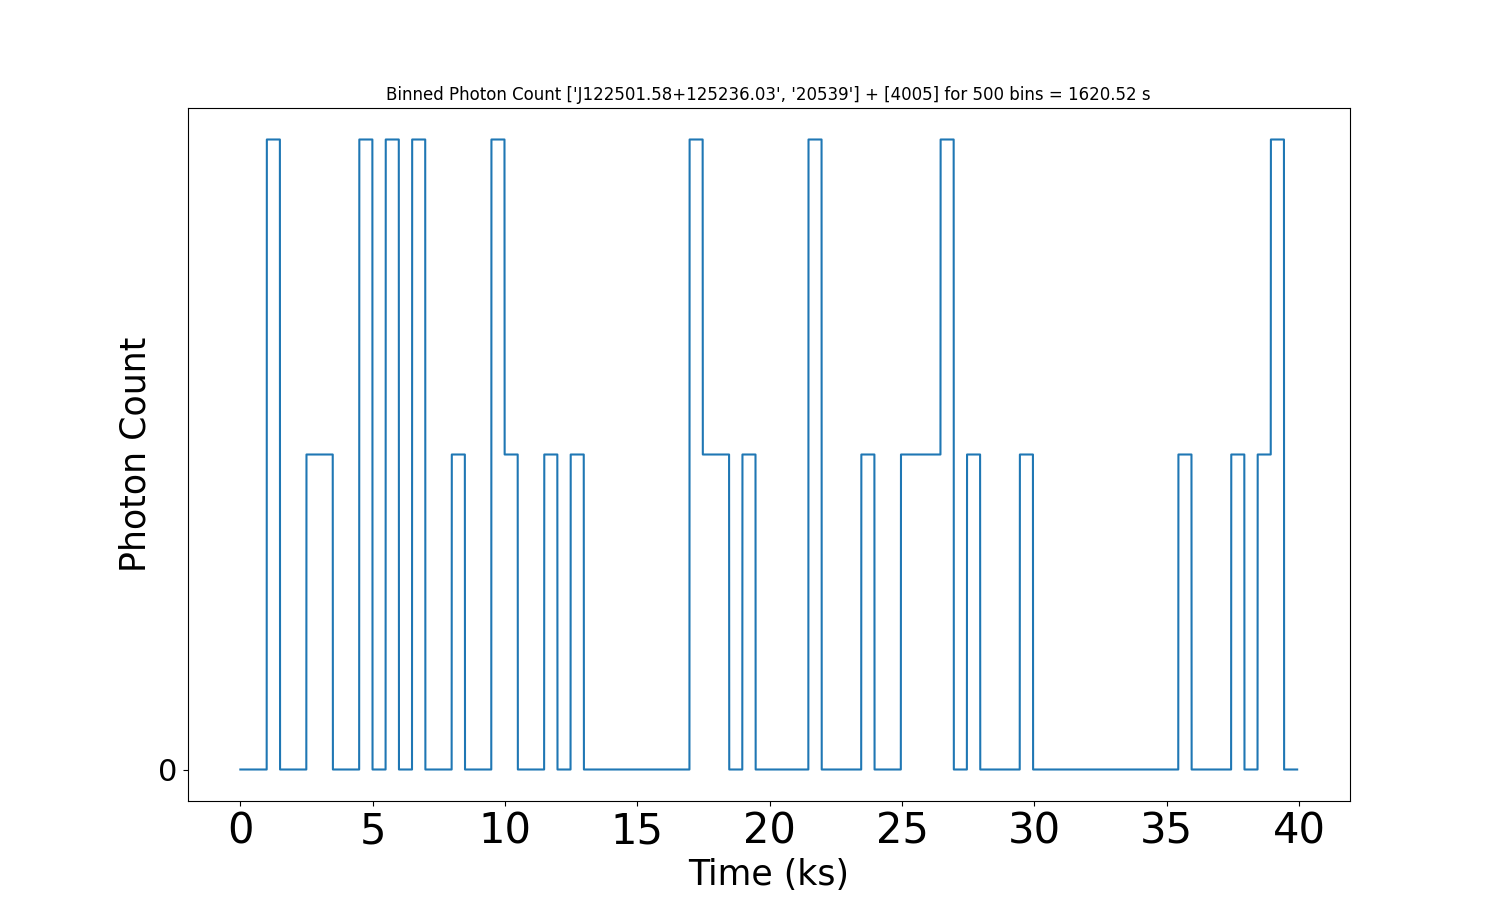 Binned Photon Count ['J122501.58+125236.03', '20539'] + [4005] for 500 bins = 1620.52 s
Photon Count
0
0 5 10 15 20 25 30 35 40
Time (ks)